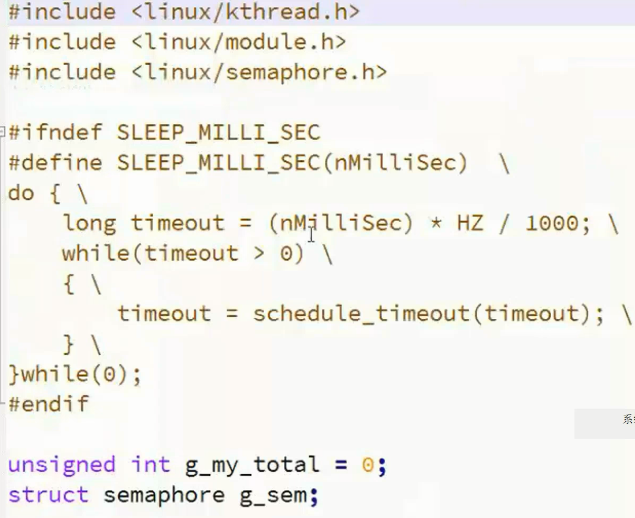 #include <linux/kthread.h>
#include <linux/module.h>
#include <linux/semaphore.h>
#ifndef SLEEP_MILLI_SEC
#define SLEEP_MILLI_SEC(nMilliSec)  \
do { \
    long timeout = (nMilliSec) * HZ / 1000; \
    while(timeout > 0) \
    { \
        timeout = schedule_timeout(timeout); \
    } \
}while(0);
#endif
unsigned int g_my_total = 0;
struct semaphore g_sem;